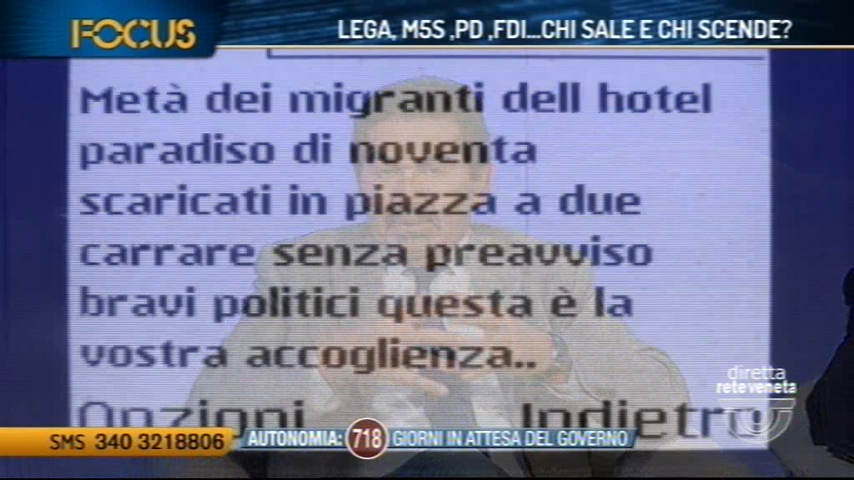 FOCUS
LEGA, M5S ,PD ,FDI...CHI SALE E CHI SCENDE?
Metà dei migranti dell hotel
paradiso di noventa
scaricati in piazza a due
carrare senza preavviso
bravi politici questa è la
vostra accoglienza..
Opzioni Indietro
diretta
reteveneta
SMS 340 3218806
AUTONOMIA: 718 GIORNI IN ATTESA DEL GOVERNO